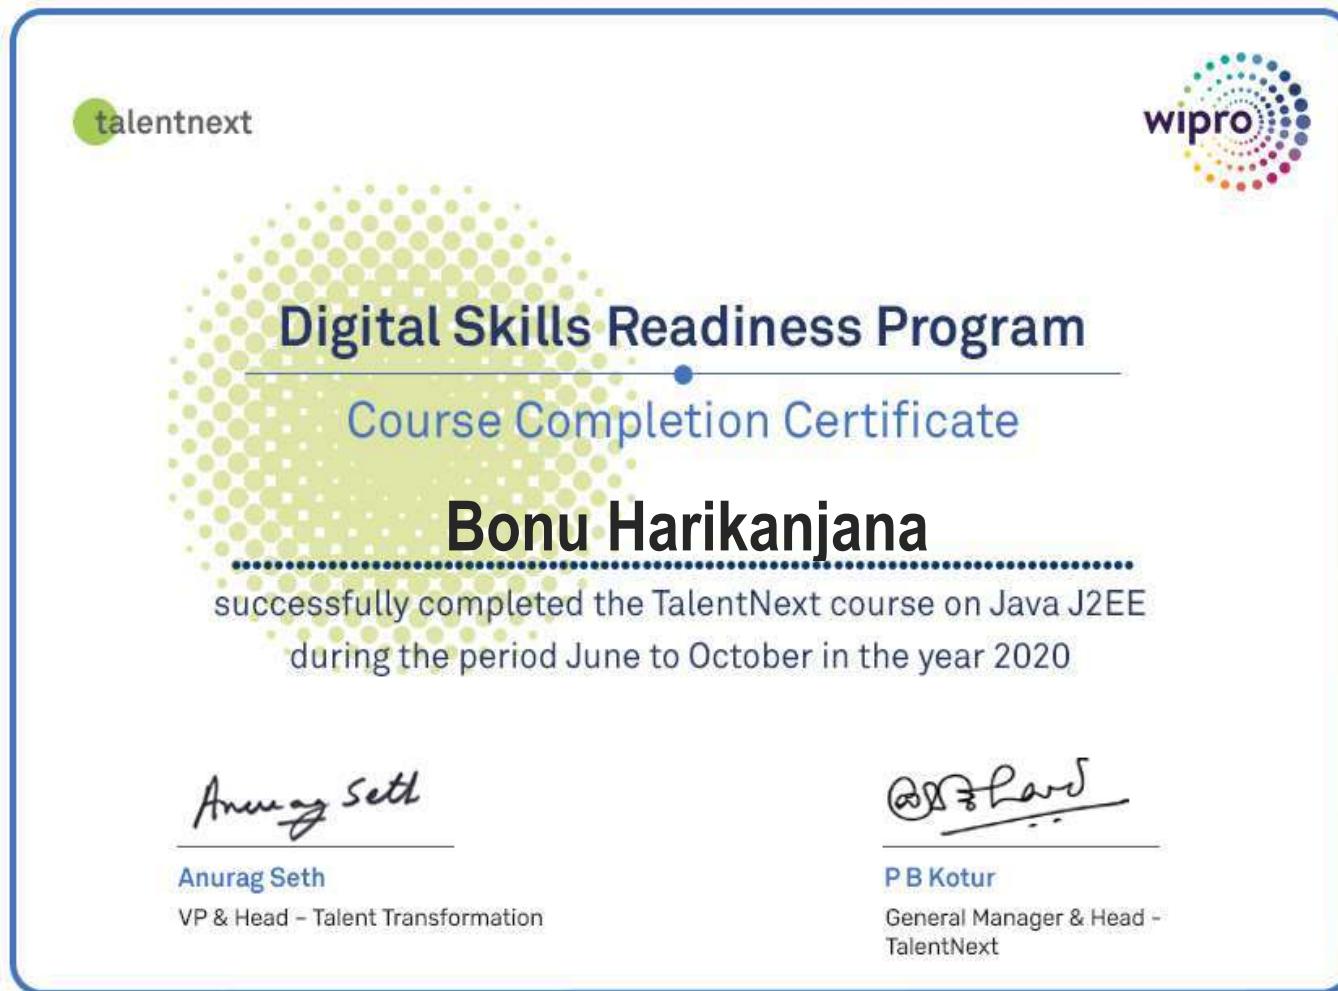 talentnext
wipro
Digital Skills Readiness Program
Course Completion Certificate
Bonu Harikanjana
successfully completed the TalentNext course on Java J2EE
during the period June to October in the year 2020
Anurag Seth
Anurag Seth
VP & Head – Talent Transformation
P B Kotur
General Manager & Head -
TalentNext